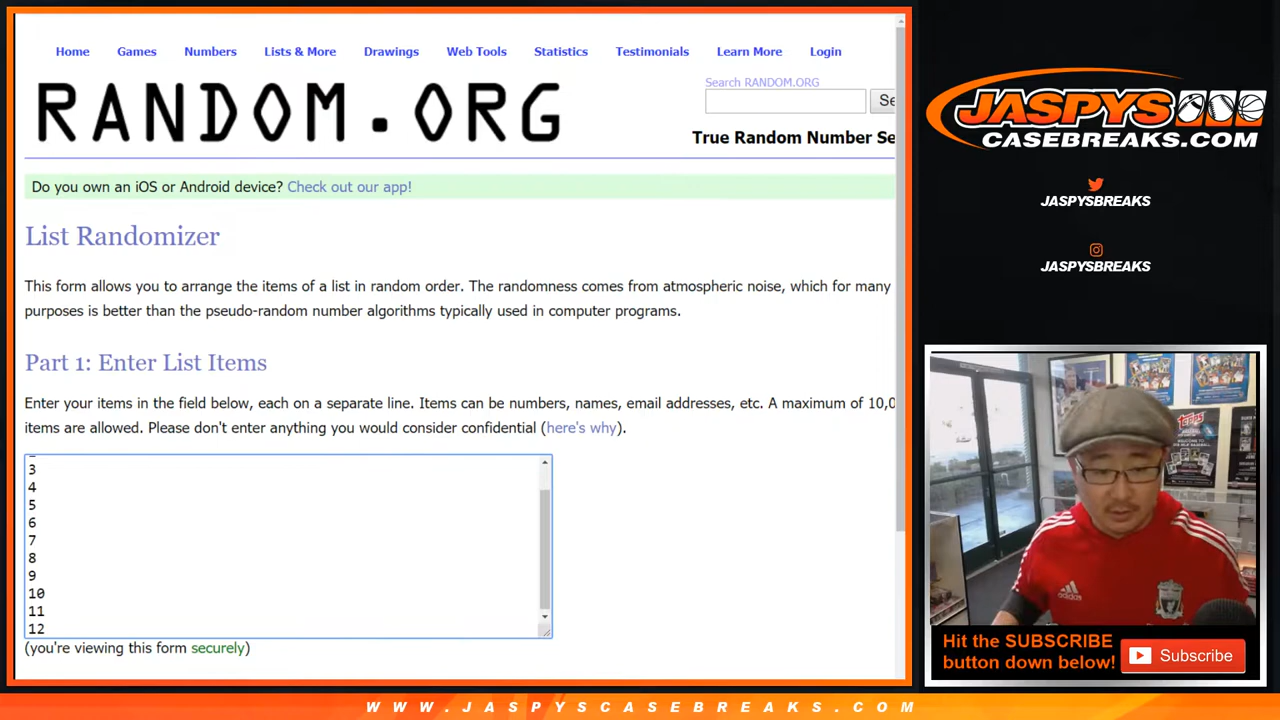 Home Games Numbers Lists & More Drawings Web Tools Statistics Testimonials Learn More Login
RANDOM.ORG
Search RANDOM.ORG
Se
True Random Number Se
Do you own an iOS or Android device? Check out our app!
List Randomizer
This form allows you to arrange the items of a list in random order. The randomness comes from atmospheric noise, which for many
purposes is better than the pseudo-random number algorithms typically used in computer programs.
Part 1: Enter List Items
Enter your items in the field below, each on a separate line. Items can be numbers, names, email addresses, etc. A maximum of 10,0
items are allowed. Please don't enter anything you would consider confidential (here's why).
3
4
5
6
7
8
9
10
11
12
(you're viewing this form securely)
JASPYS
CASEBREAKS.COM
JASPYSBREAKS
JASPYSBREAKS
TOPPS
adidas
Hit the SUBSCRIBE
button down below!
Subscribe
WWW.JASPYSCASEBREAKS.COM